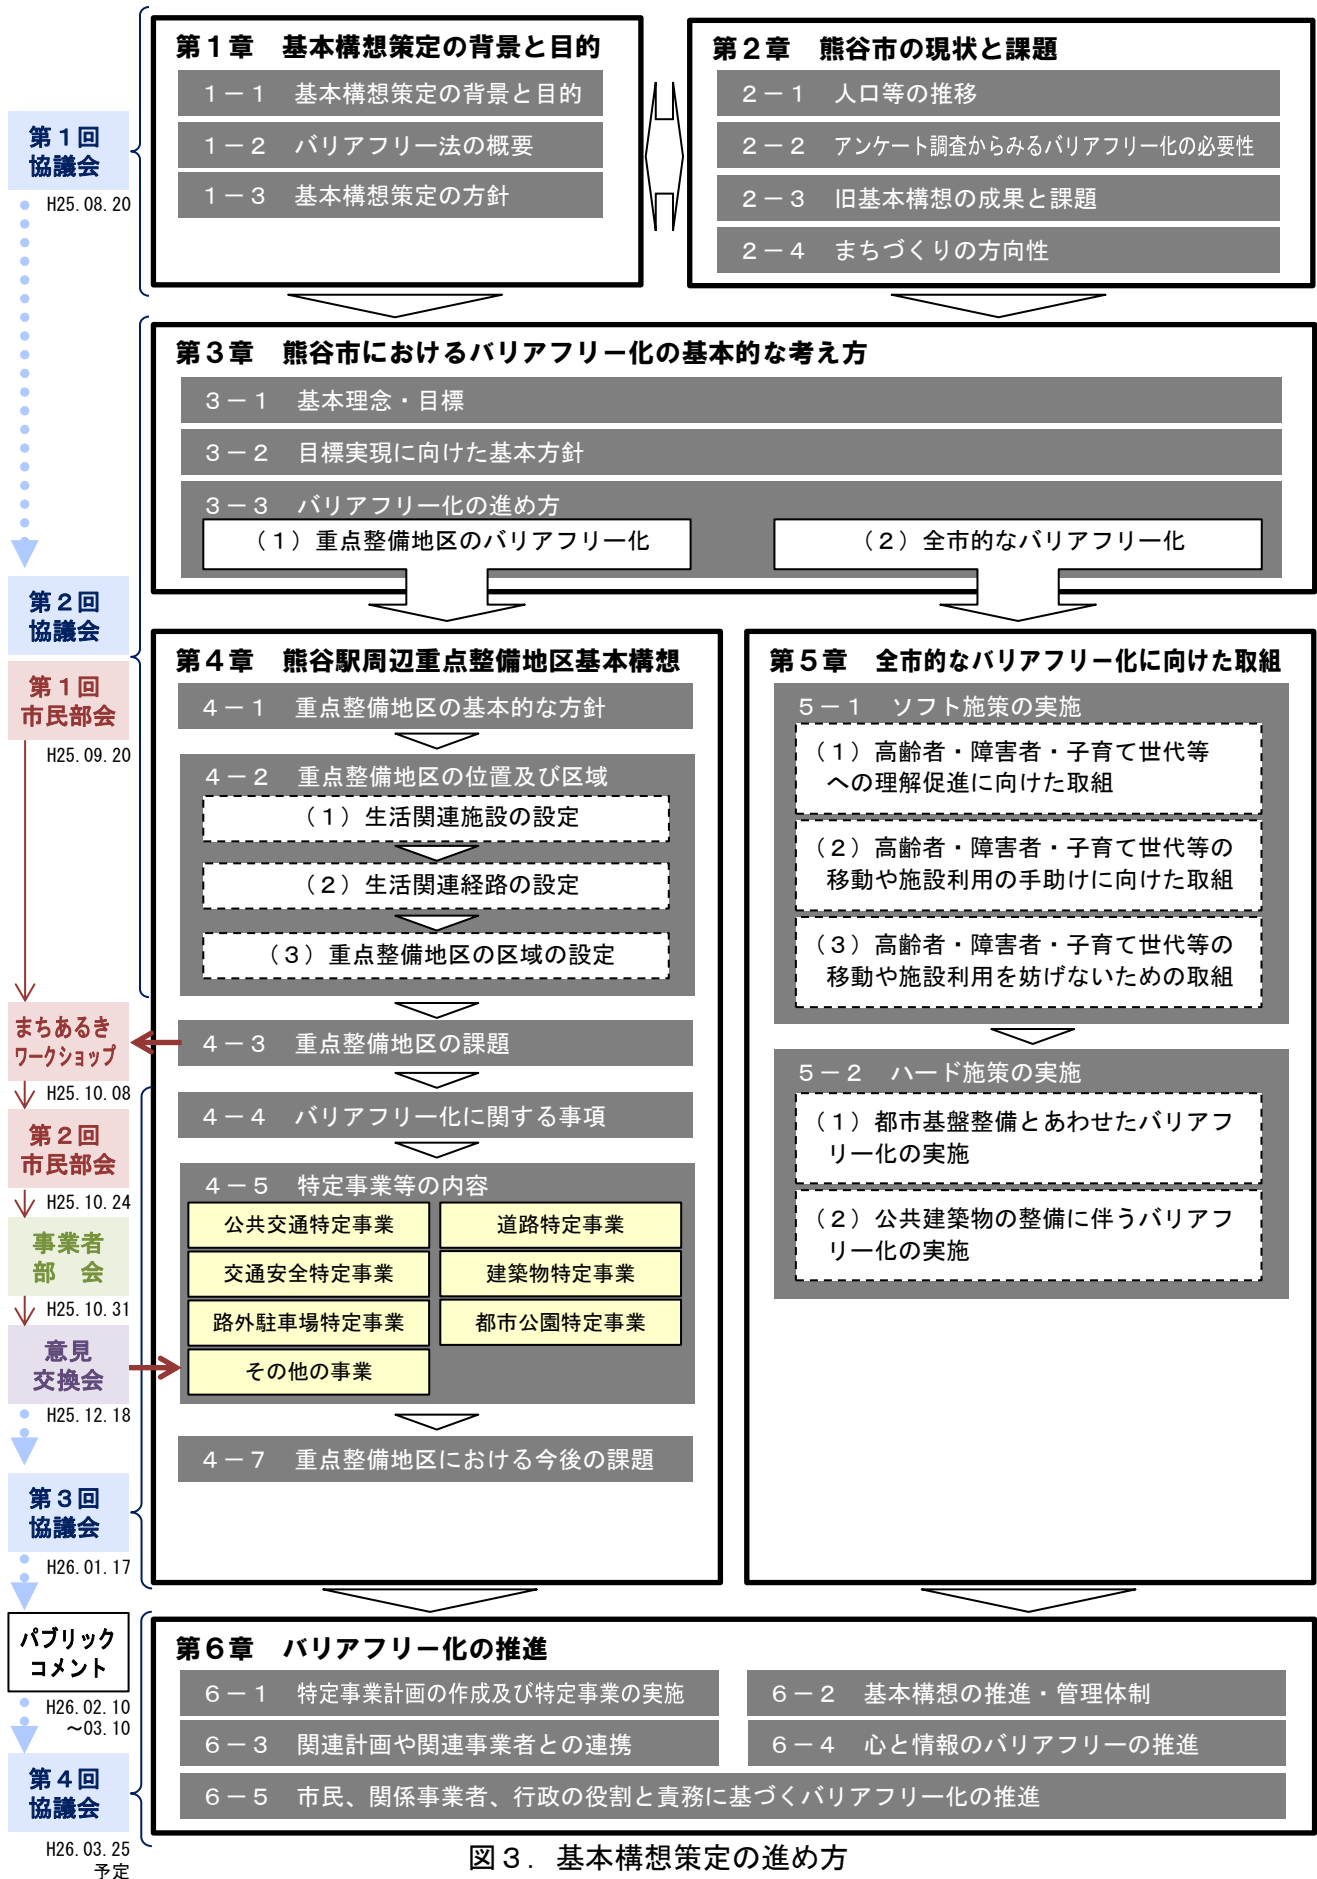 第１章　基本構想策定の背景と目的
１－１　基本構想策定の背景と目的
１－２　バリアフリー法の概要
１－３　基本構想策定の方針
第２章　熊谷市の現状と課題
２－１　人口等の推移
２－２　アンケート調査からみるバリアフリー化の必要性
２－３　旧基本構想の成果と課題
２－４　まちづくりの方向性
第１回
協議会
H25.08.20
第３章　熊谷市におけるバリアフリー化の基本的な考え方
３－１　基本理念・目標
３－２　目標実現に向けた基本方針
３－３　バリアフリー化の進め方
（１）重点整備地区のバリアフリー化
（２）全市的なバリアフリー化
第２回
協議会
第１回
市民部会
H25.09.20
第４章　熊谷駅周辺重点整備地区基本構想
４－１　重点整備地区の基本的な方針
４－２　重点整備地区の位置及び区域
（１）生活関連施設の設定
（２）生活関連経路の設定
（３）重点整備地区の区域の設定
４－３　重点整備地区の課題
４－４　バリアフリー化に関する事項
４－５　特定事業等の内容
公共交通特定事業
道路特定事業
交通安全特定事業
建築物特定事業
路外駐車場特定事業
都市公園特定事業
その他の事業
４－７　重点整備地区における今後の課題
第５章　全市的なバリアフリー化に向けた取組
５－１　ソフト施策の実施
（１）高齢者・障害者・子育て世代等
への理解促進に向けた取組
（２）高齢者・障害者・子育て世代等の
移動や施設利用の手助けに向けた取組
（３）高齢者・障害者・子育て世代等の
移動や施設利用を妨げないための取組
５－２　ハード施策の実施
（１）都市基盤整備とあわせたバリアフ
リー化の実施
（２）公共建築物の整備に伴うバリアフ
リー化の実施
まちあるき
ワークショップ
H25.10.08
第２回
市民部会
H25.10.24
事業者
部　会
H25.10.31
意見
交換会
H25.12.18
第３回
協議会
H26.01.17
パブリック
コメント
H26.02.10
～03.10
第４回
協議会
H26.03.25
予定
第６章　バリアフリー化の推進
６－１　特定事業計画の作成及び特定事業の実施
６－２　基本構想の推進・管理体制
６－３　関連計画や関連事業者との連携
６－４　心と情報のバリアフリーの推進
６－５　市民、関係事業者、行政の役割と責務に基づくバリアフリー化の推進
図３．基本構想策定の進め方